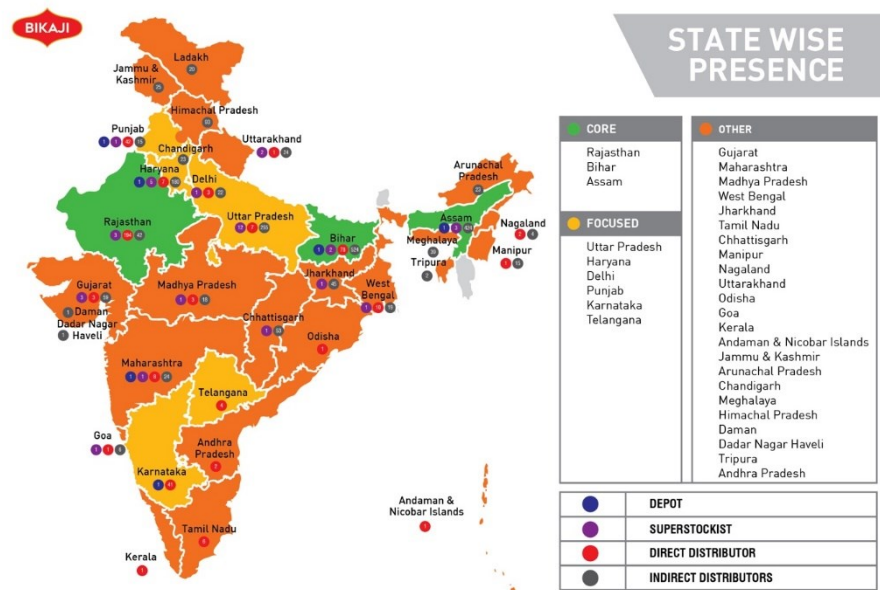 BIKAJI
STATE WISE
PRESENCE
Ladakh
Jammu &
Kashmir
Himachal Pradesh
Punjab
Chandigarh
Uttarakhand
Haryana
Delhi
Arunachal
Pradesh
Rajasthan
Uttar Pradesh
Bihar
Assam
Nagaland
Meghalaya
Manipur
Tripura
Gujarat
Daman
Dadar Nagar
Haveli
Madhya Pradesh
Jharkhand
West
Bengal
Chhattisgarh
Odisha
Maharashtra
Telangana
Goa
Andhra
Pradesh
Karnataka
Andaman &
Nicobar Islands
Tamil Nadu
Kerala
CORE
Rajasthan
Bihar
Assam
FOCUSED
Uttar Pradesh
Haryana
Delhi
Punjab
Karnataka
Telangana
OTHER
Gujarat
Maharashtra
Madhya Pradesh
West Bengal
Jharkhand
Tamil Nadu
Chhattisgarh
Manipur
Nagaland
Uttarakhand
Odisha
Goa
Kerala
Andaman & Nicobar Islands
Jammu & Kashmir
Arunachal Pradesh
Chandigarh
Meghalaya
Himachal Pradesh
Daman
Dadar Nagar Haveli
Tripura
Andhra Pradesh
DEPOT
SUPERSTOCKIST
DIRECT DISTRIBUTOR
INDIRECT DISTRIBUTORS